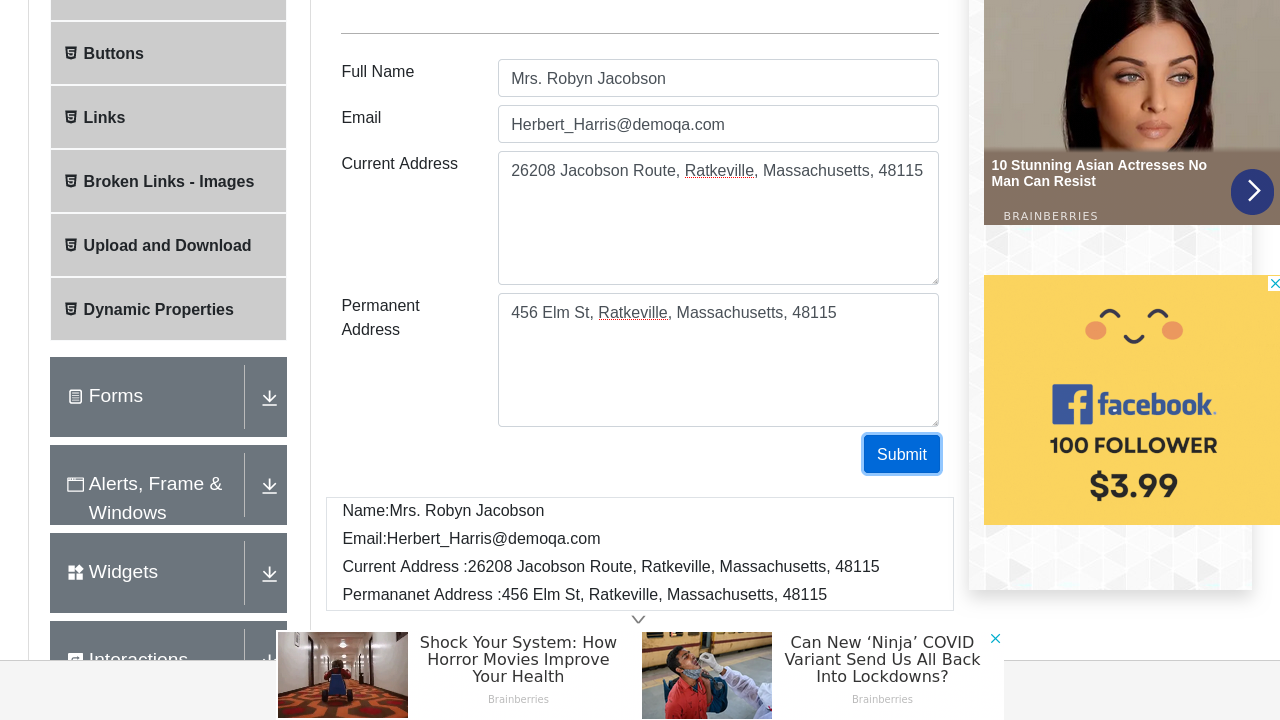 Buttons
Links
Broken Links - Images
Upload and Download
Dynamic Properties
Forms
Alerts, Frame &
Windows
Widgets
Interactions
Full Name
Mrs. Robyn Jacobson
Email
Herbert_Harris@demoqa.com
Current Address
26208 Jacobson Route, Ratkeville, Massachusetts, 48115
Permanent
Address
456 Elm St, Ratkeville, Massachusetts, 48115
Submit
Name:Mrs. Robyn Jacobson
Email:Herbert_Harris@demoqa.com
Current Address :26208 Jacobson Route, Ratkeville, Massachusetts, 48115
Permananet Address :456 Elm St, Ratkeville, Massachusetts, 48115
10 Stunning Asian Actresses No
Man Can Resist
BRAINBERRIES
facebook.
100 FOLLOWER
$3.99
Shock Your System: How
Horror Movies Improve
Your Health
Brainberries
Can New ‘Ninja’ COVID
Variant Send Us All Back
Into Lockdowns?
Brainberries